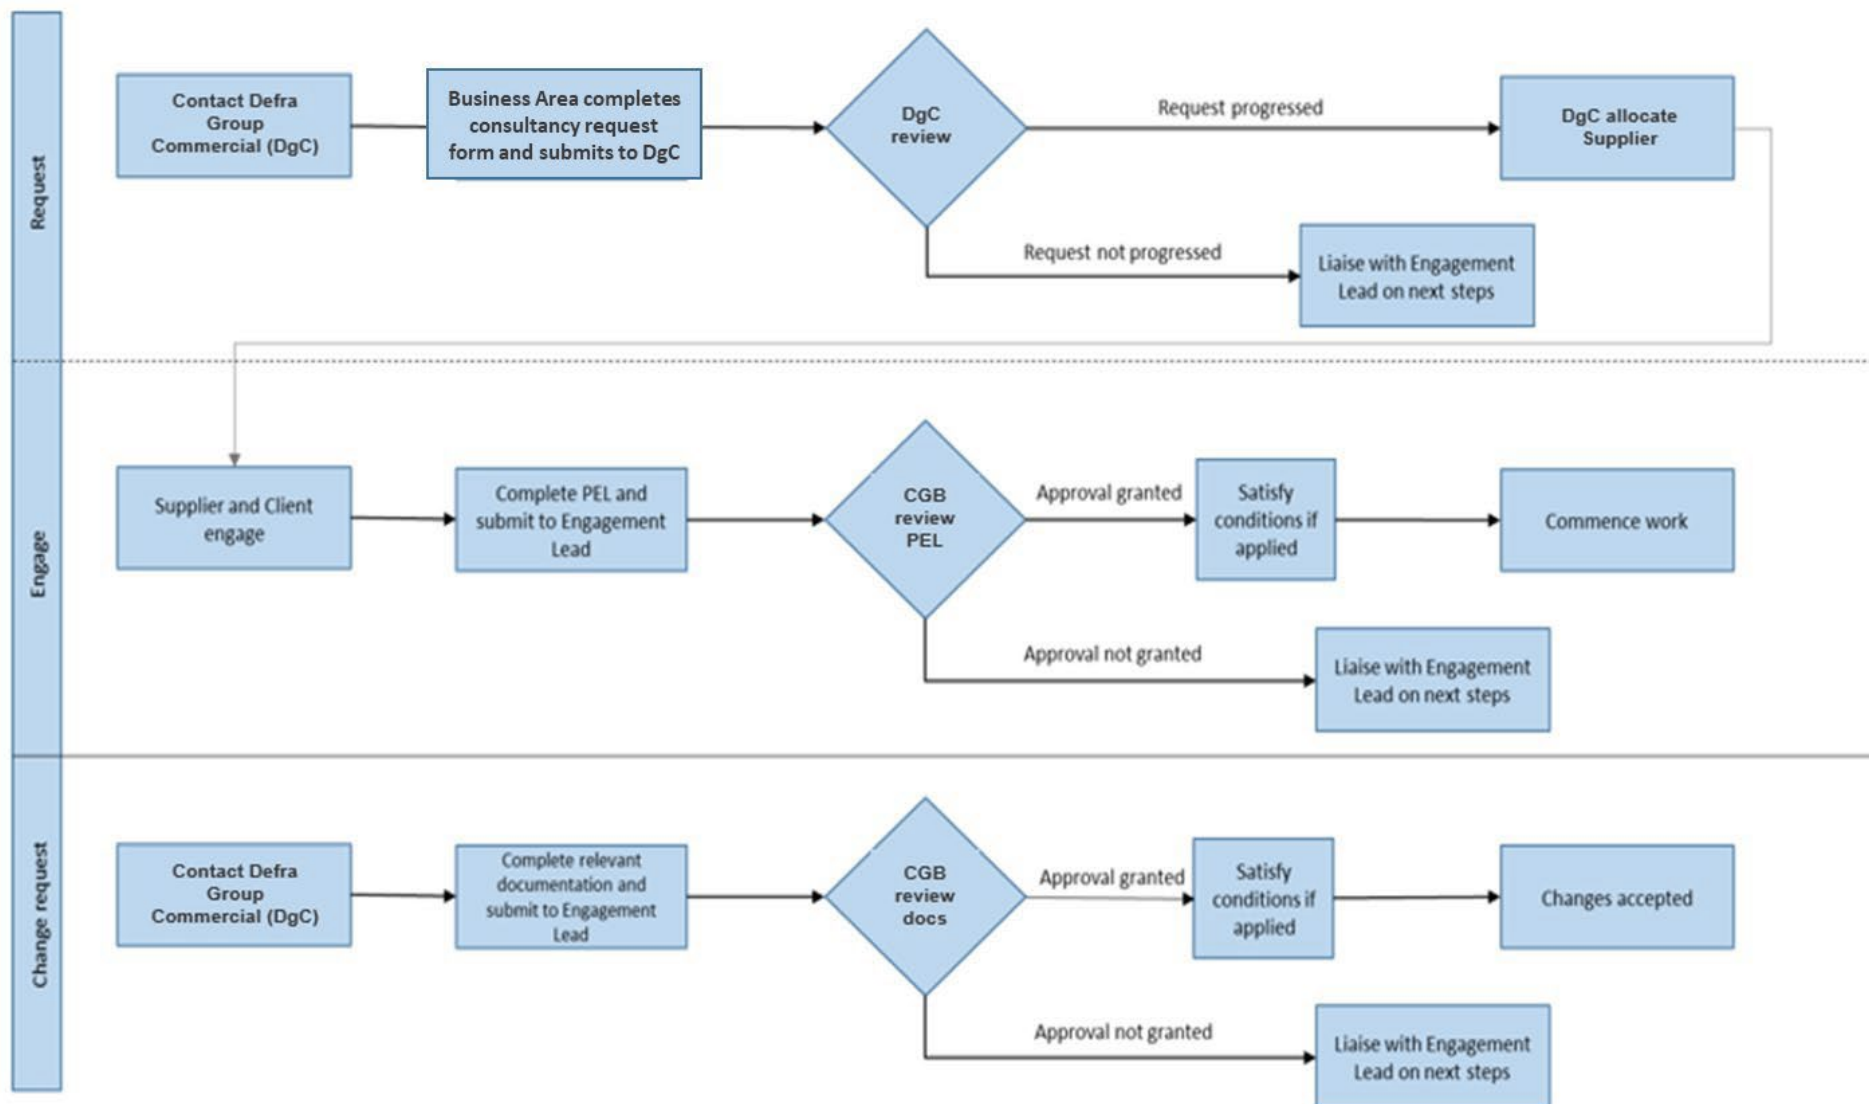 Request
Contact Defra
Group
Commercial (DgC)
Business Area completes
consultancy request
form and submits to DgC
DgC
review
Request progressed
DgC allocate
Supplier
Request not progressed
Liaise with Engagement
Lead on next steps
Engage
Supplier and Client
engage
Complete PEL and
submit to Engagement
Lead
CGB
review
PEL
Approval granted
Satisfy
conditions if
applied
Commence work
Approval not granted
Liaise with Engagement
Lead on next steps
Change request
Contact Defra
Group
Commercial (DgC)
Complete relevant
documentation and
submit to Engagement
Lead
CGB
review
docs
Approval granted
Satisfy
conditions if
applied
Changes accepted
Approval not granted
Liaise with Engagement
Lead on next steps